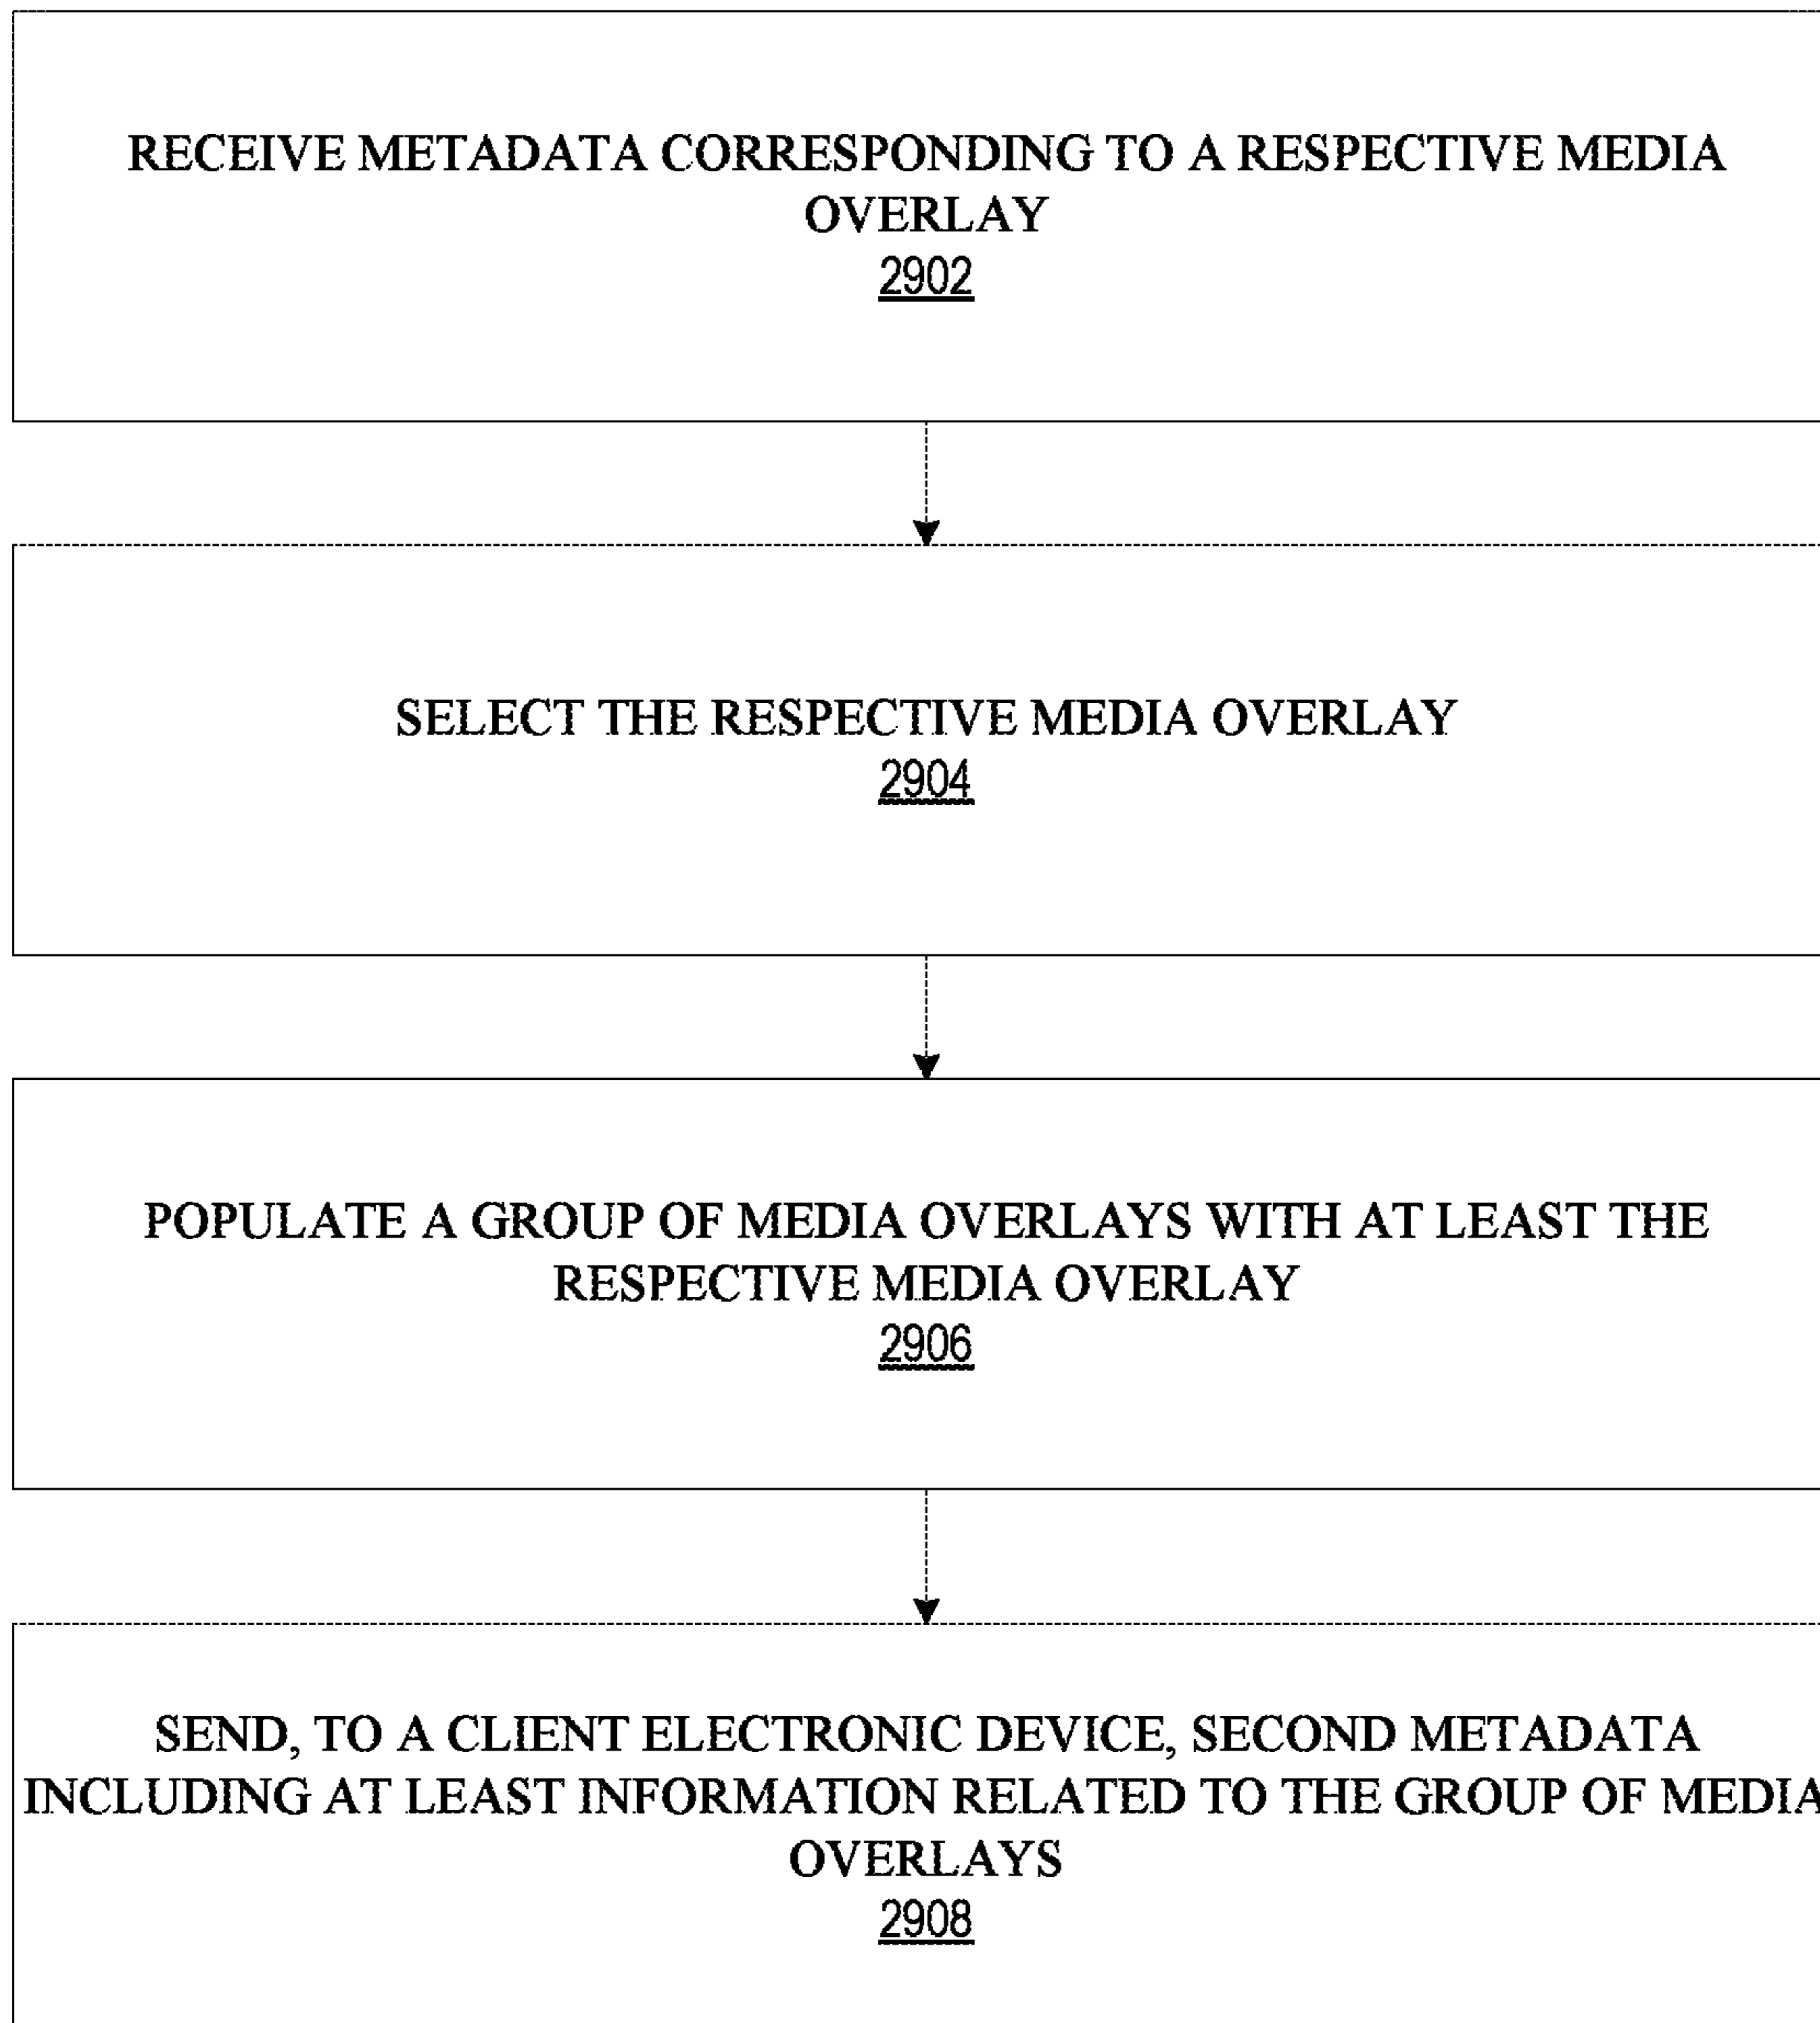 RECEIVE METADATA CORRESPONDING TO A RESPECTIVE MEDIA
OVERLAY
2902
SELECT THE RESPECTIVE MEDIA OVERLAY
2904
POPULATE A GROUP OF MEDIA OVERLAYS WITH AT LEAST THE
RESPECTIVE MEDIA OVERLAY
2906
SEND, TO A CLIENT ELECTRONIC DEVICE, SECOND METADATA
INCLUDING AT LEAST INFORMATION RELATED TO THE GROUP OF MEDIA
OVERLAYS
2908